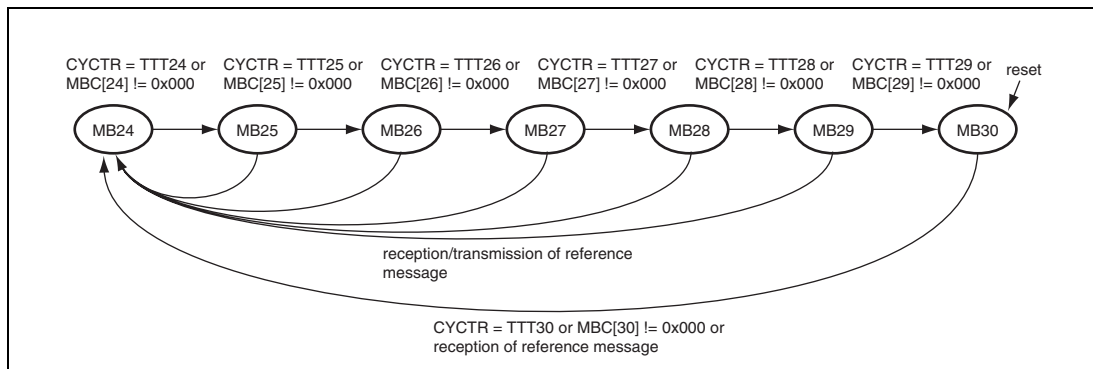 CYCTR = TTT24 or
MBC[24] != 0x000
CYCTR = TTT25 or
MBC[25] != 0x000
CYCTR = TTT26 or
MBC[26] != 0x000
CYCTR = TTT27 or
MBC[27] != 0x000
CYCTR = TTT28 or
MBC[28] != 0x000
CYCTR = TTT29 or
MBC[29] != 0x000
reset
MB24
MB25
MB26
MB27
MB28
MB29
MB30
reception/transmission of reference
message
CYCTR = TTT30 or MBC[30] != 0x000 or
reception of reference message